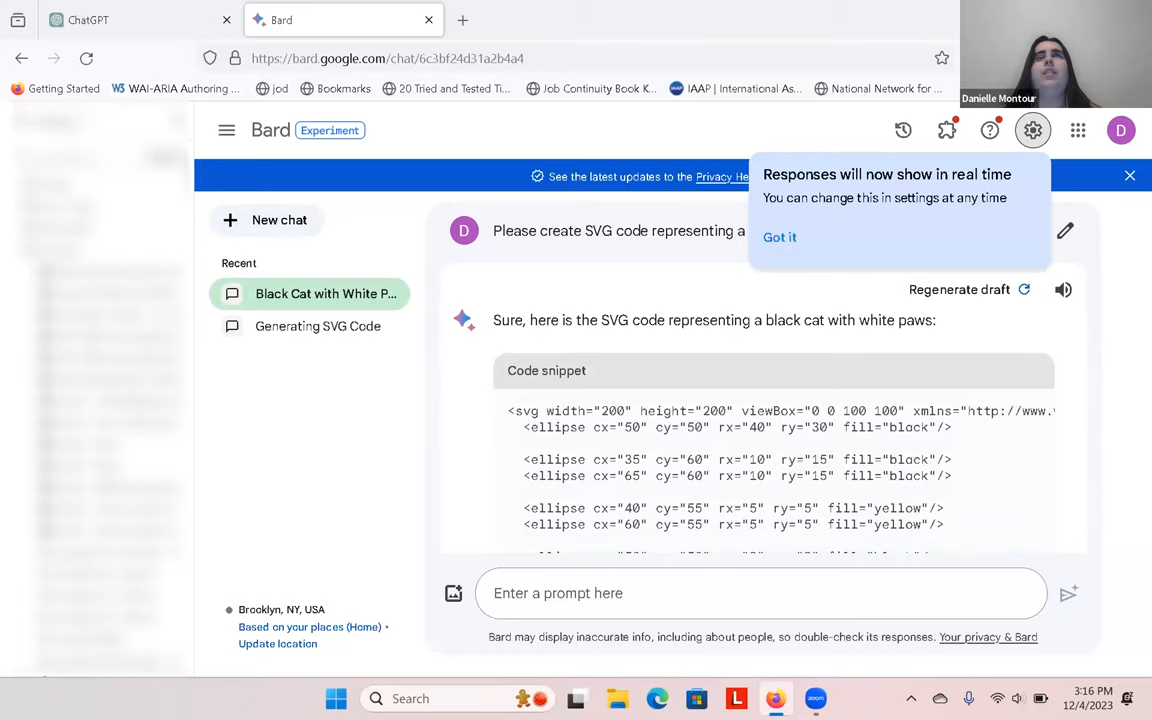 ChatGPT
Bard
https://bard.google.com/chat/6c3bf24d31a2b4a4
Getting Started
WAI-ARIA Authoring ...
jod
Bookmarks
20 Tried and Tested Ti...
Job Continuity Book K...
IAAP | International As...
National Network for ...
Danielle Montour
Bard Experiment
D
See the latest updates to the Privacy He
Responses will now show in real time
You can change this in settings at any time
Got it
New chat
Recent
Black Cat with White P...
Generating SVG Code
D
Please create SVG code representing a
Regenerate draft
Sure, here is the SVG code representing a black cat with white paws:
Code snippet
<svg width="200" height="200" viewBox="0 0 100 100" xmlns="http://www.
<ellipse cx="50" cy="50" rx="40" ry="30" fill="black"/>
<ellipse cx="35" cy="60" rx="10" ry="15" fill="black"/>
<ellipse cx="65" cy="60" rx="10" ry="15" fill="black"/>
<ellipse cx="40" cy="55" rx="5" ry="5" fill="yellow"/>
<ellipse cx="60" cy="55" rx="5" ry="5" fill="yellow"/>
Enter a prompt here
Bard may display inaccurate info, including about people, so double-check its responses. Your privacy & Bard
Brooklyn, NY, USA
Based on your places (Home) •
Update location
Search
L
zoom
3:16 PM
12/4/2023